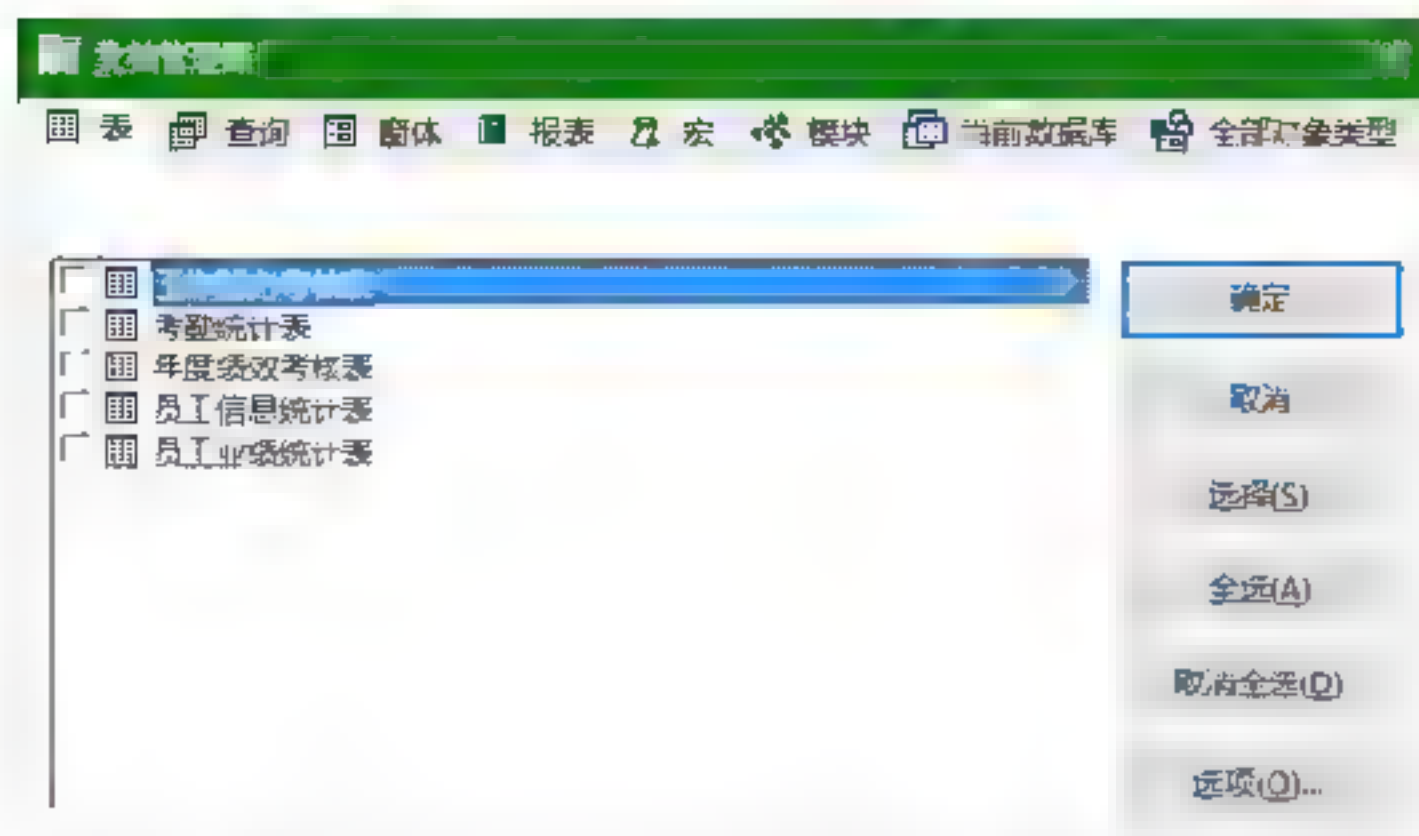 表 查询 窗体 报表 宏 模块 当前数据库 全部对象类型
考勤统计表
年度绩效考核表
员工信息统计表
员工业绩统计表
确定
取消
选择(S)
全选(A)
取消全选(D)
选项(O)...